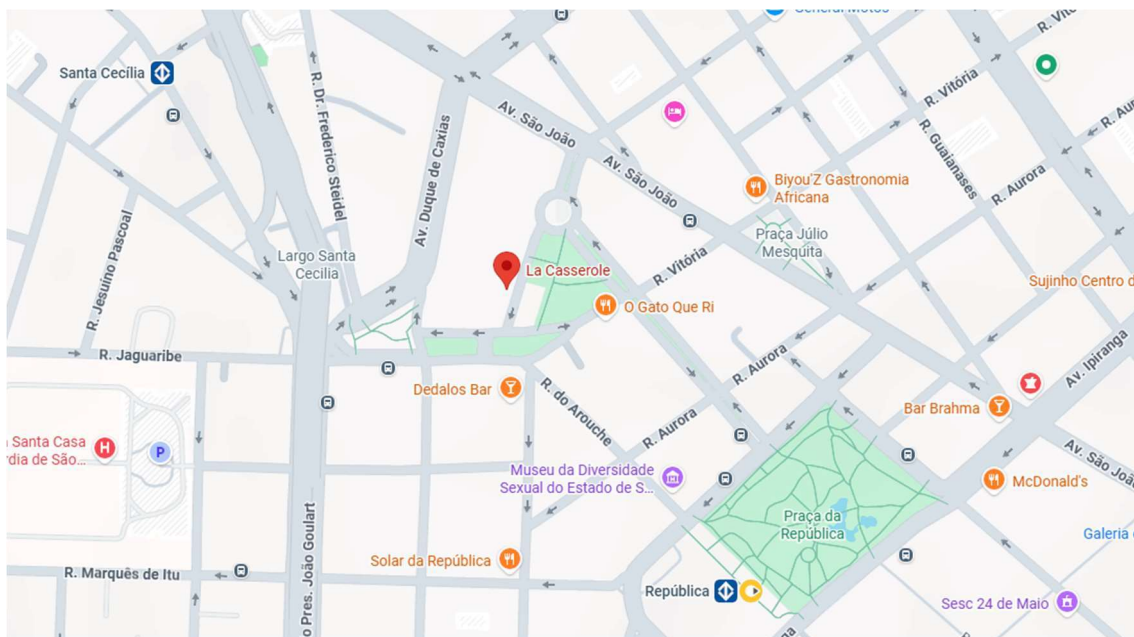 General Motos
R. Vitória
Santa Cecília
R. Dr. Frederico Steidel
Av. Duque de Caxias
Av. São João
Av. São João
R. Vitória
R. Guaianases
R. Aurora
R. Au
Biyou'Z Gastronomia
Africana
Praça Júlio
Mesquita
R. Jesuíno Pascoal
Largo Santa
Cecilia
La Casserole
R. Vitória
Sujinho Centro d
O Gato Que Ri
R. Jaguaribe
R. Aurora
Av. Ipiranga
Dedalos Bar
R. do Arouche
Bar Brahma
R. Aurora
Av. São João
Santa Casa
rdia de São...
H
P
Museu da Diversidade
Sexual do Estado de S...
McDonald's
Praça da
República
Galeria
o Pres. João Goulart
Solar da República
R. Marquês de Itu
República
Sesc 24 de Maio